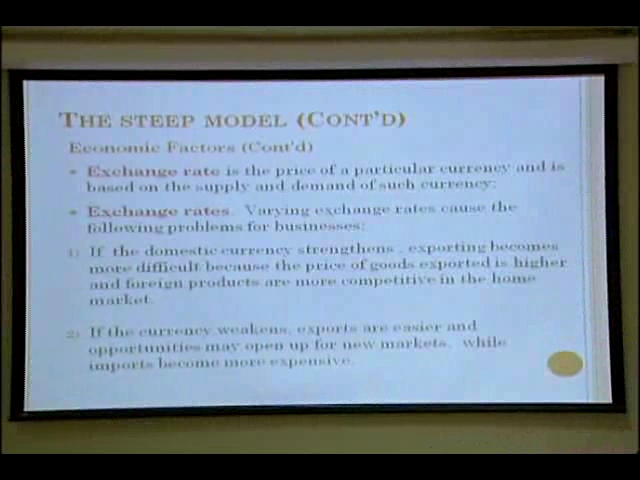 THE STEEP MODEL (CONT'D)
Economic Factors (Cont'd)
Exchange rate is the price of a particular currency and is
based on the supply and demand of such currency;
Exchange rates. Varying exchange rates cause the
following problems for businesses:
1) If the domestic currency strengthens, exporting becomes
more difficult because the price of goods exported is higher
and foreign products are more competitive in the home
market.
2) If the currency weakens, exports are easier and
opportunities may open up for new markets, while
imports become more expensive.